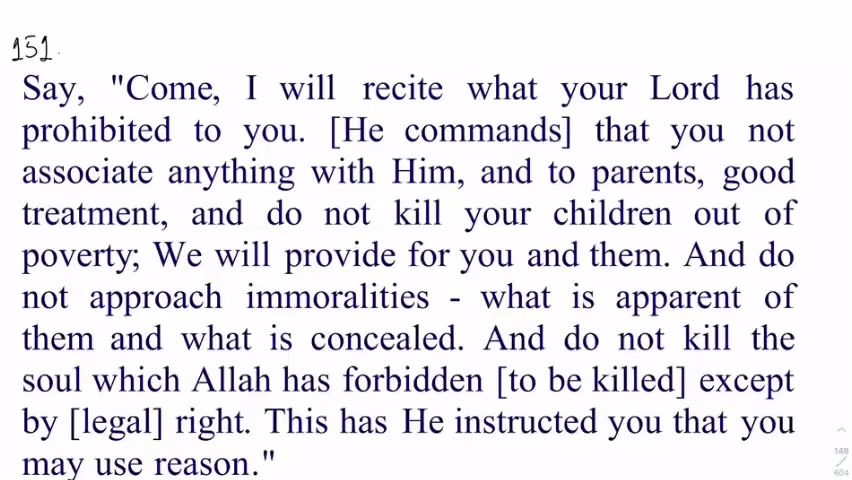 151.
Say, "Come, I will recite what your Lord has
prohibited to you. [He commands] that you not
associate anything with Him, and to parents, good
treatment, and do not kill your children out of
poverty; We will provide for you and them. And do
not approach immoralities - what is apparent of
them and what is concealed. And do not kill the
soul which Allah has forbidden [to be killed] except
by [legal] right. This has He instructed you that you
may use reason."
548
/
604